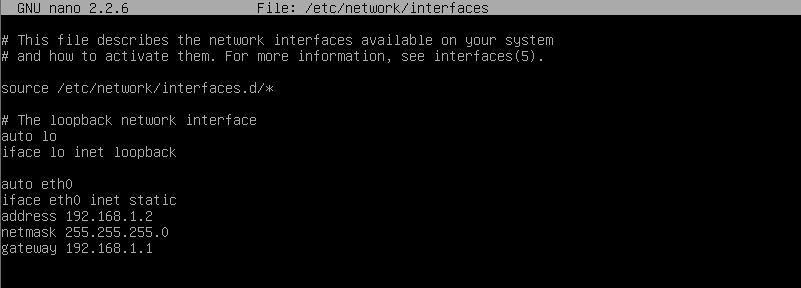 GNU nano 2.2.6 File: /etc/network/interfaces
# This file describes the network interfaces available on your system
# and how to activate them. For more information, see interfaces(5).
source /etc/network/interfaces.d/*
# The loopback network interface
auto lo
iface lo inet loopback
auto eth0
iface eth0 inet static
address 192.168.1.2
netmask 255.255.255.0
gateway 192.168.1.1